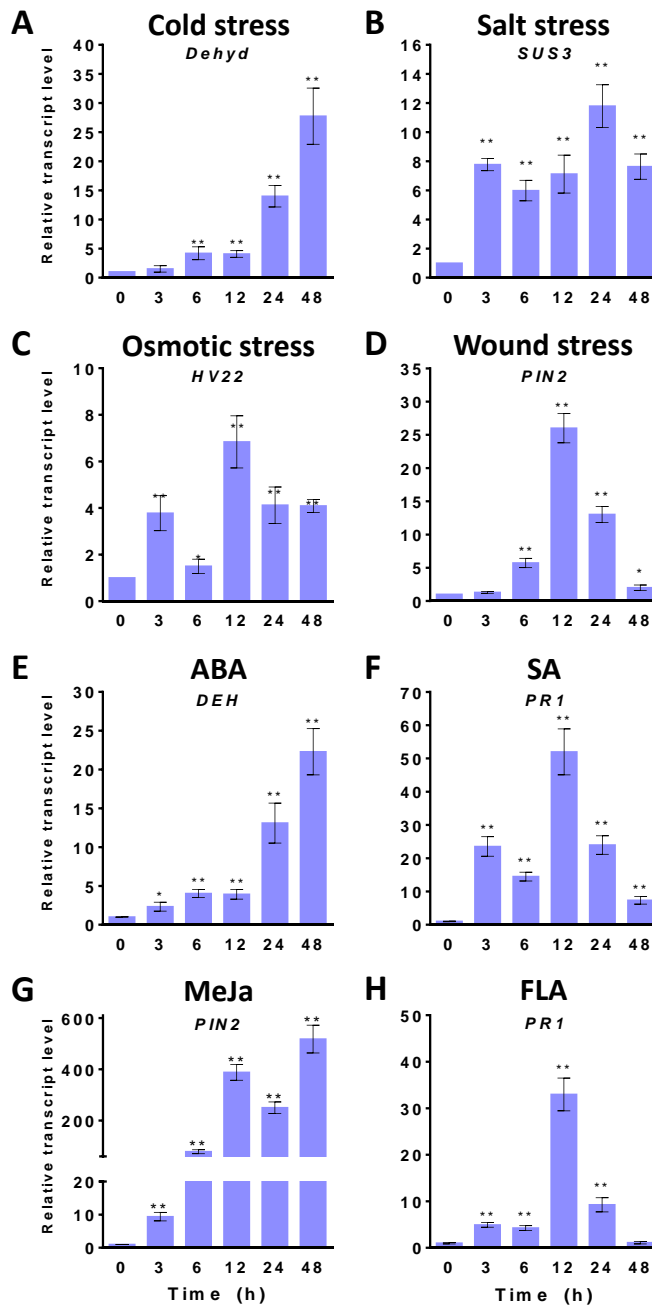 A Cold stress
Dehyd
Relative transcript level
40
35
30
25
20
15
10
5
0
** ** ** **
0 3 6 12 24 48
B Salt stress
SUS3
16
14
12
10
8
6
4
2
0
** ** ** ** **
0 3 6 12 24 48
C Osmotic stress
HV22
Relative transcript level
10
8
6
4
2
0
** * ** ** **
0 3 6 12 24 48
D Wound stress
PIN2
35
30
25
20
15
10
5
0
** ** ** *
0 3 6 12 24 48
E ABA
DEH
Relative transcript level
30
25
20
15
10
5
0
* ** ** ** **
0 3 6 12 24 48
F SA
PR1
70
60
50
40
30
20
10
0
** ** ** ** **
0 3 6 12 24 48
G MeJa
PIN2
Relative transcript level
600
400
200
20
10
0
** ** ** ** **
0 3 6 12 24 48
Time (h)
H FLA
PR1
50
40
30
20
10
0
** ** ** **
0 3 6 12 24 48
Time (h)